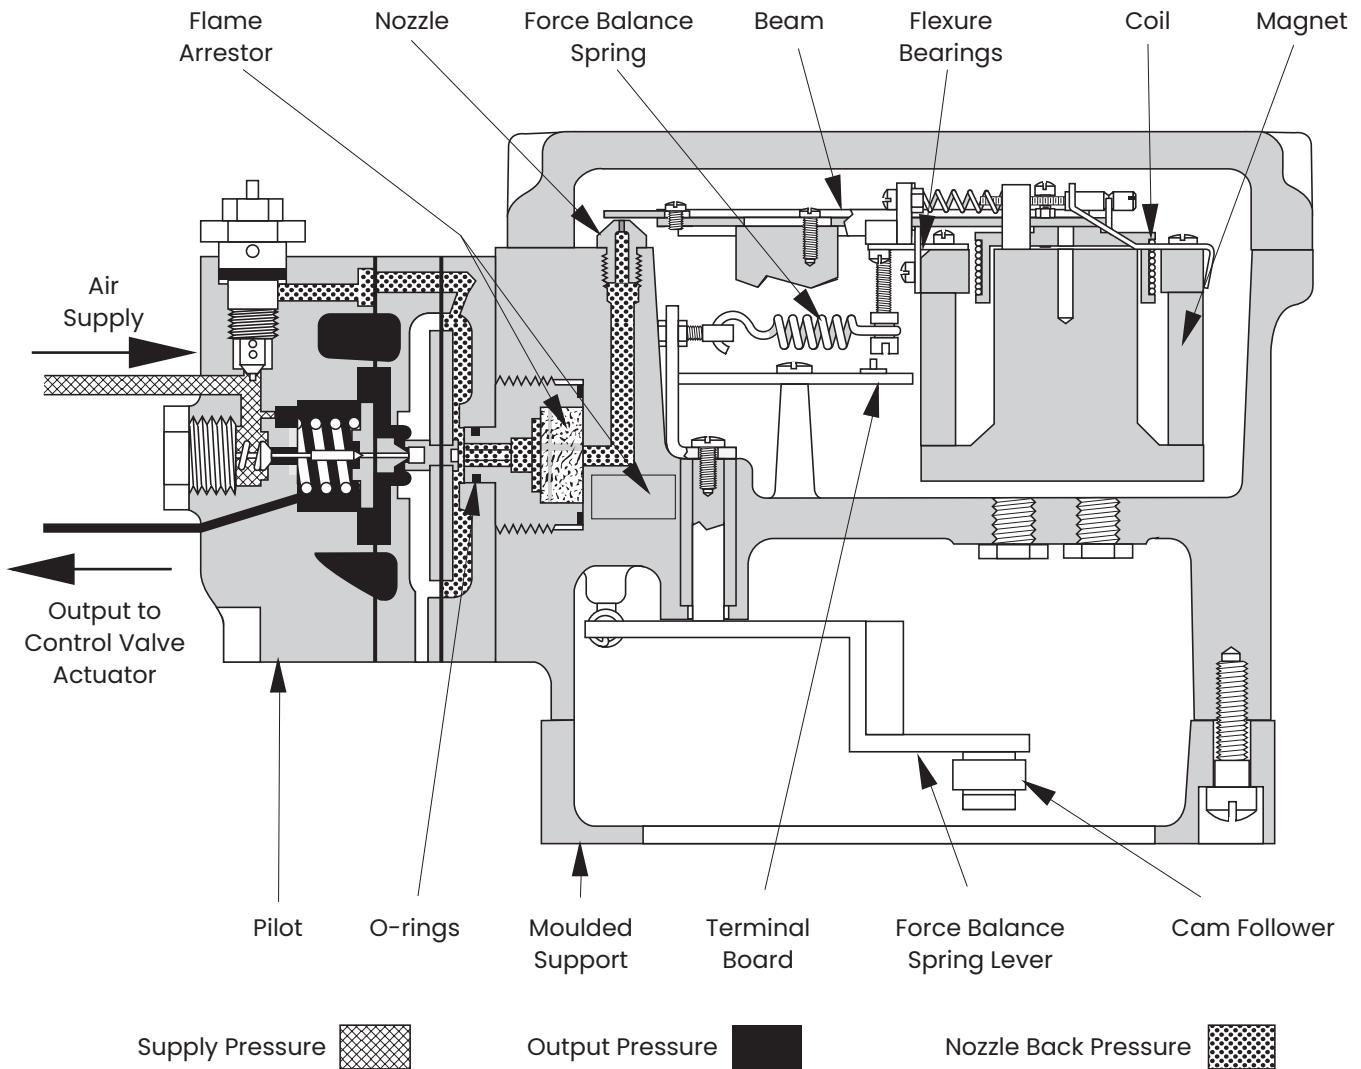 Flame
Arrestor
Nozzle
Force Balance
Spring
Beam
Flexure
Bearings
Coil
Magnet
Air
Supply
Output to
Control Valve
Actuator
Pilot
O-rings
Moulded
Support
Terminal
Board
Force Balance
Spring Lever
Cam Follower
Supply Pressure
Output Pressure
Nozzle Back Pressure